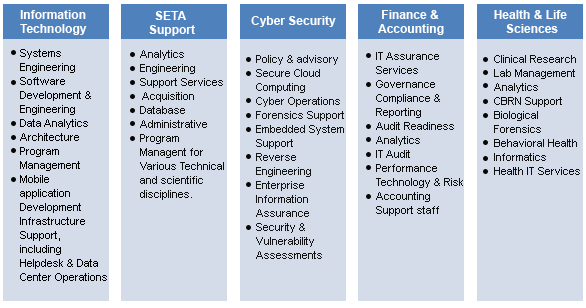 Information
Technology
● Systems
Engineering
● Software
Development &
Engineering
● Data Analytics
● Architecture
● Program
Management
● Mobile
application
Development
Infrastructure
Support,
including
Helpdesk & Data
Center Operations
SETA
Support
● Analytics
● Engineering
● Support Services
● Acquisition
● Database
● Administrative
● Program
Managent for
Various Technical
and scientific
disciplines.
Cyber Security
● Policy & advisory
● Secure Cloud
Computing
● Cyber Operations
● Forensics Support
● Embedded System
Support
● Reverse
Engineering
● Enterprise
Information
Assurance
● Security &
Vulnerability
Assessments
Finance &
Accounting
● IT Assurance
Services
● Governance
Compliance &
Reporting
● Audit Readiness
● Analytics
● IT Audit
● Performance
Technology & Risk
● Accounting
Support staff
Health & Life
Sciences
● Clinical Research
● Lab Management
● Analytics
● CBRN Support
● Biological
Forensics
● Behavioral Health
● Informatics
● Health IT Services